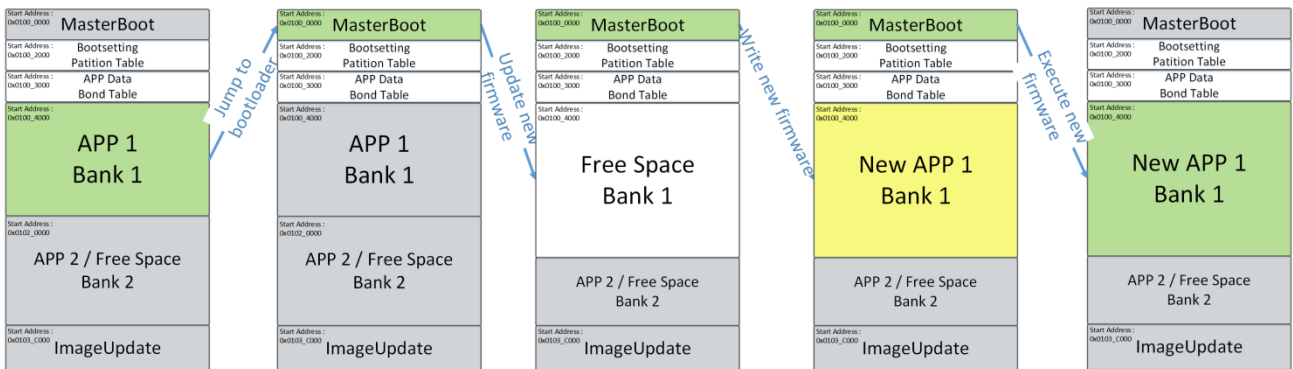 Start Address :
0x0100_0000
MasterBoot
Start Address :
0x0100_2000
Bootsetting
Patition Table
Start Address :
0x0100_3000
APP Data
Bond Table
Start Address :
0x0100_4000
APP 1
Bank 1
Start Address :
0x0102_0000
APP 2 / Free Space
Bank 2
Start Address :
0x0103_C000
ImageUpdate
Jump to
bootloader
Start Address :
0x0100_0000
MasterBoot
Start Address :
0x0100_2000
Bootsetting
Patition Table
Start Address :
0x0100_3000
APP Data
Bond Table
Start Address :
0x0100_4000
APP 1
Bank 1
Start Address :
0x0102_0000
APP 2 / Free Space
Bank 2
Start Address :
0x0103_C000
ImageUpdate
Update new
firmware
Start Address :
0x0100_0000
MasterBoot
Start Address :
0x0100_2000
Bootsetting
Patition Table
Start Address :
0x0100_3000
APP Data
Bond Table
Start Address :
0x0100_4000
Free Space
Bank 1
APP 2 / Free Space
Bank 2
Start Address :
0x0103_C000
ImageUpdate
Write new firmware
Start Address :
0x0100_0000
MasterBoot
Start Address :
0x0100_2000
Bootsetting
Patition Table
Start Address :
0x0100_3000
APP Data
Bond Table
Start Address :
0x0100_4000
New APP 1
Bank 1
APP 2 / Free Space
Bank 2
Start Address :
0x0103_C000
ImageUpdate
Execute new
firmware
Start Address :
0x0100_0000
MasterBoot
Start Address :
0x0100_2000
Bootsetting
Patition Table
Start Address :
0x0100_3000
APP Data
Bond Table
Start Address :
0x0100_4000
New APP 1
Bank 1
APP 2 / Free Space
Bank 2
Start Address :
0x0103_C000
ImageUpdate